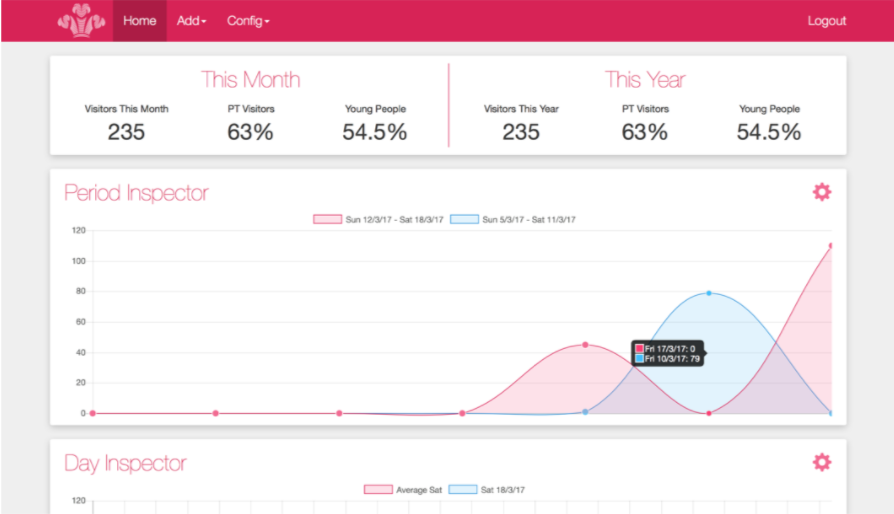 Home Add Config Logout
This Month This Year
Visitors This Month PT Visitors Young People Visitors This Year PT Visitors Young People
235 63% 54.5% 235 63% 54.5%
Period Inspector
Sun 12/3/17 - Sat 18/3/17 Sun 5/3/17 - Sat 11/3/17
120
100
80
60
40
20
0
Fri 17/3/17: 0
Fri 10/3/17: 79
Day Inspector
Average Sat Sat 18/3/17
120